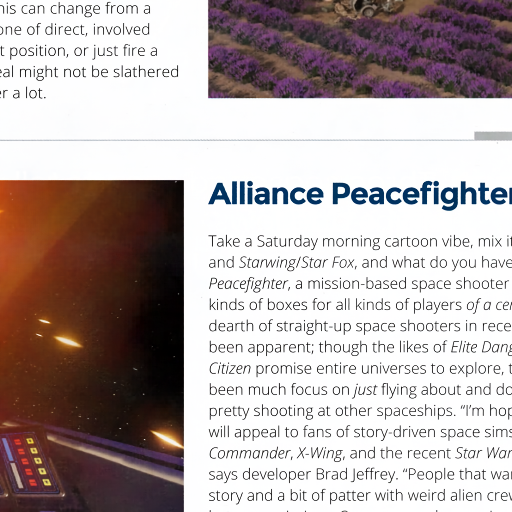 his can change from a
one of direct, involved
t position, or just fire a
eal might not be slathered
er a lot.
Alliance Peacefighter
Take a Saturday morning cartoon vibe, mix it
and Starwing/Star Fox, and what do you have
Peacefighter, a mission-based space shooter
kinds of boxes for all kinds of players of a cer
dearth of straight-up space shooters in rece
been apparent; though the likes of Elite Dang
Citizen promise entire universes to explore, t
been much focus on just flying about and do
pretty shooting at other spaceships. “I’m hop
will appeal to fans of story-driven space sims
Commander, X-Wing, and the recent Star War
says developer Brad Jeffrey. “People that wan
story and a bit of patter with weird alien crew